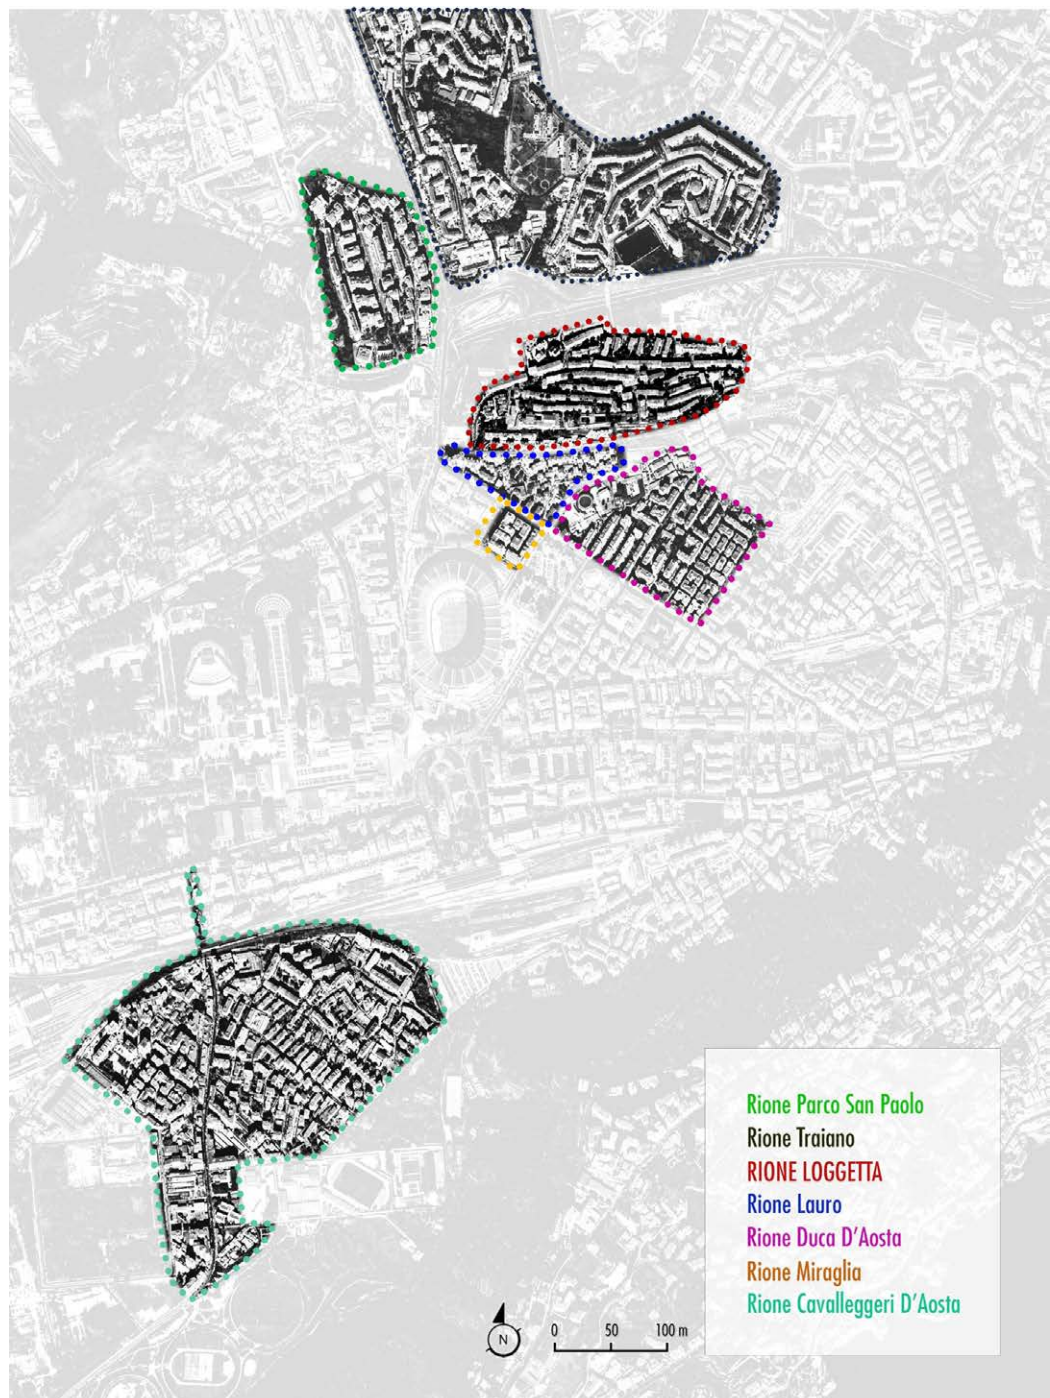 Rione Parco San Paolo
Rione Traiano
RIONE LOGGETTA
Rione Lauro
Rione Duca D'Aosta
Rione Miraglia
Rione Cavalleggeri D'Aosta
N
0 50 100 m